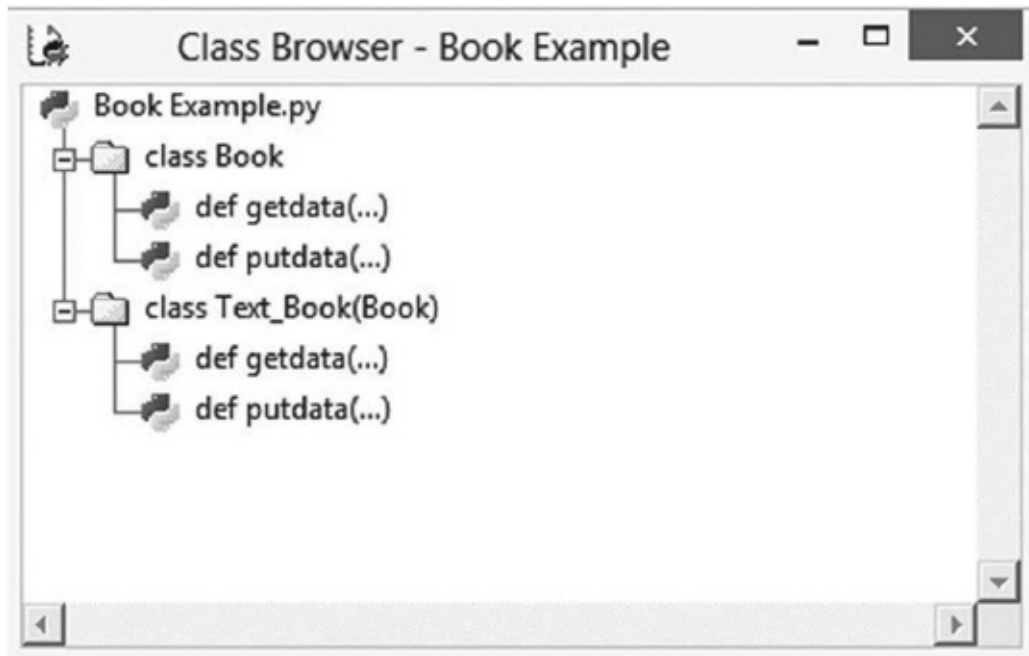 Class Browser - Book Example
Book Example.py
class Book
def getdata(...)
def putdata(...)
class Text_Book(Book)
def getdata(...)
def putdata(...)